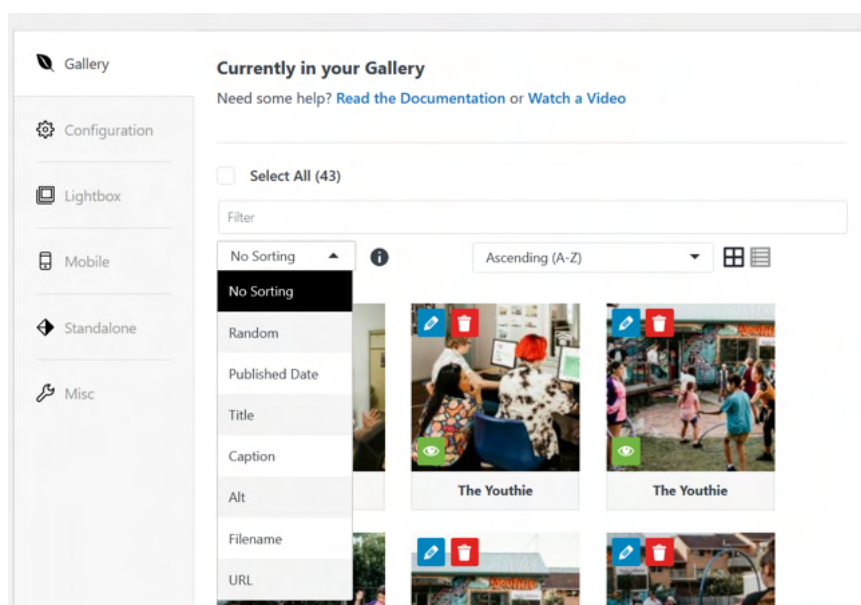 Gallery
Currently in your Gallery
Need some help? Read the Documentation or Watch a Video
Configuration
Select All (43)
Lightbox
Filter
Mobile
No Sorting
Ascending (A-Z)
No Sorting
Standalone
Random
Published Date
Misc
Title
Caption
Alt
The Youthie
The Youthie
Filename
URL